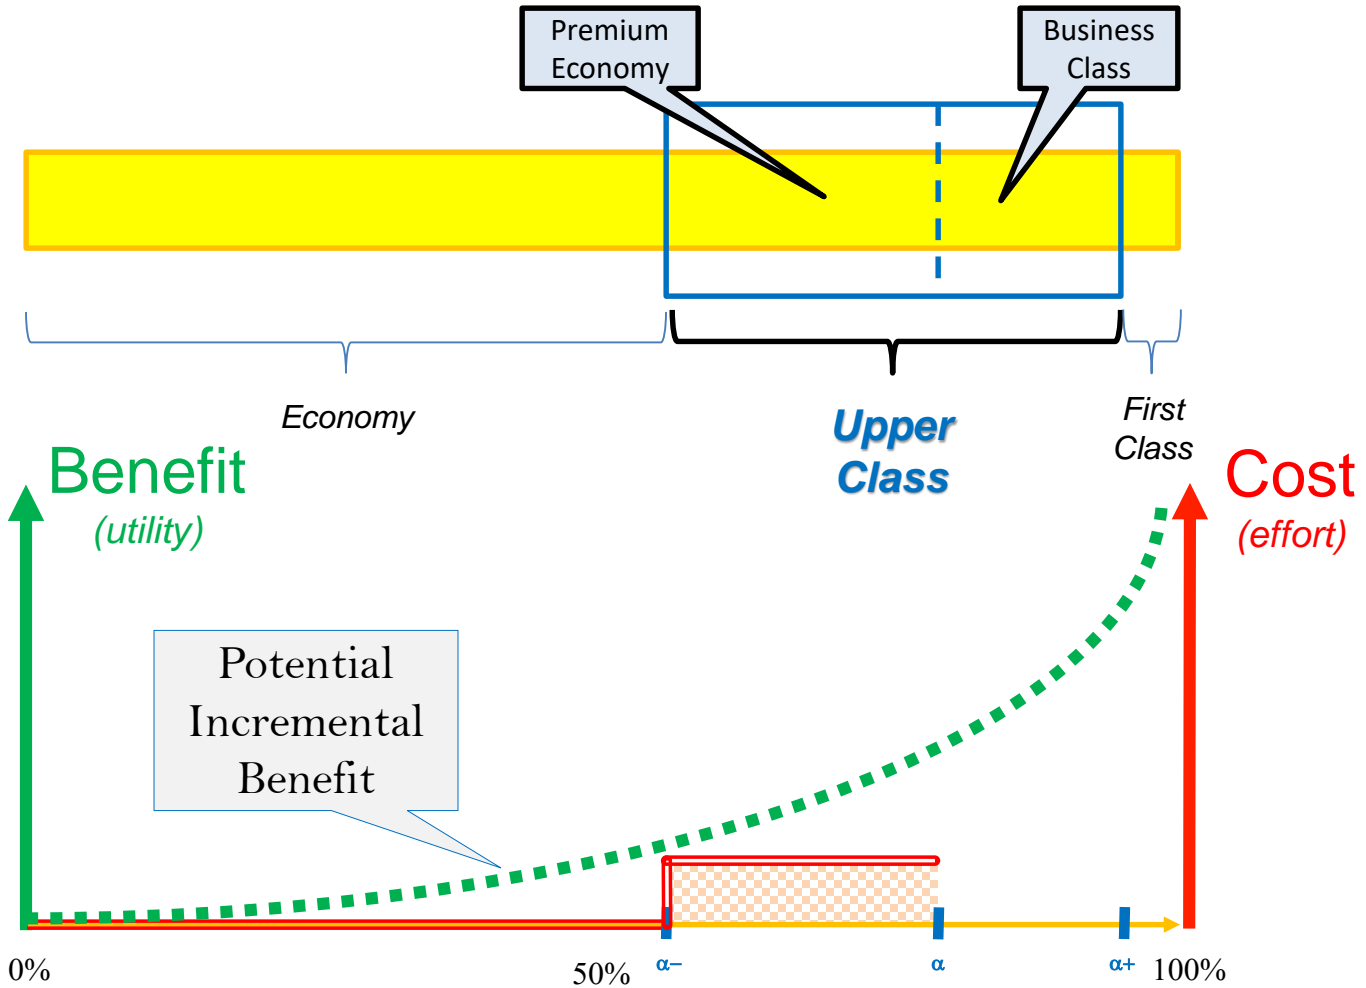 Premium
Economy
Business
Class
Economy
Upper
Class
First
Class
Benefit
(utility)
Cost
(effort)
Potential
Incremental
Benefit
0%
50%
α−
α
α+
100%